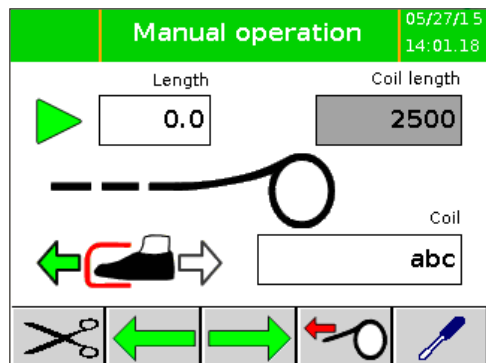 Manual operation
05/27/15
14:01.18
Length
Coil length
0.0
2500
Coil
abc